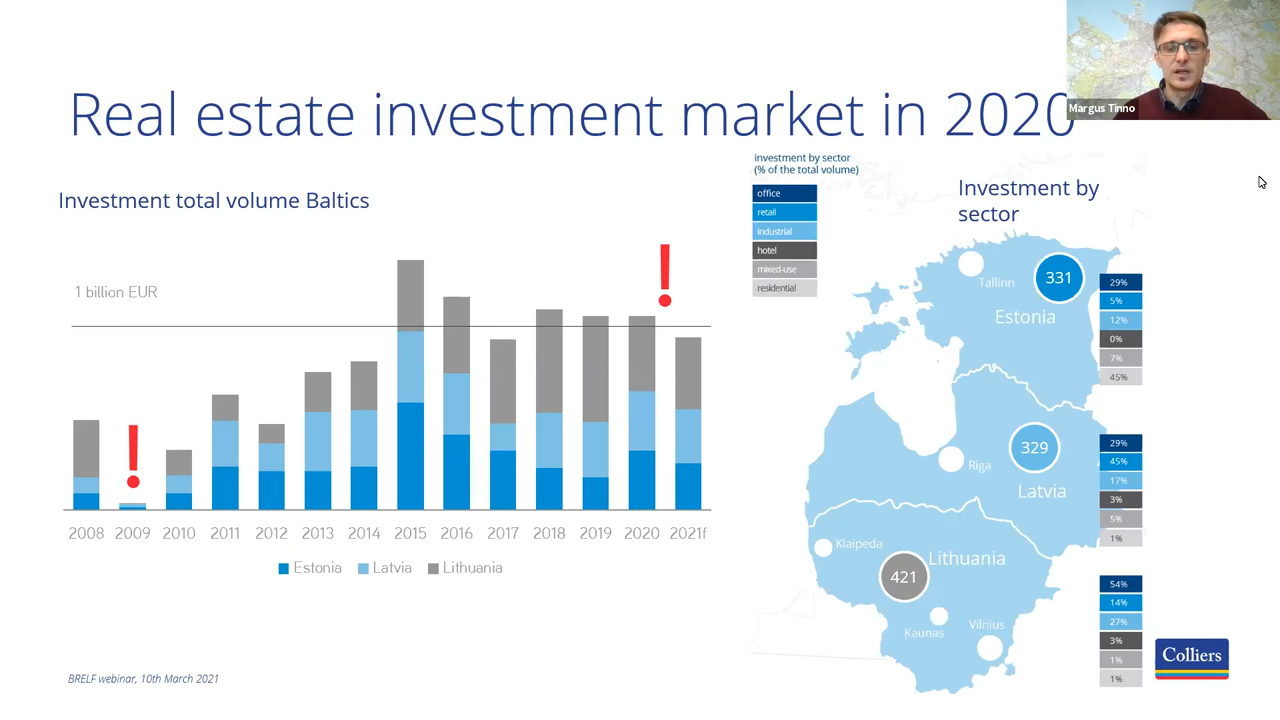 Margus Tinno
Real estate investment market in 2020
Investment total volume Baltics
1 billion EUR
2008 2009 2010 2011 2012 2013 2014 2015 2016 2017 2018 2019 2020 2021f
Estonia Latvia Lithuania
investment by sector
(% of the total volume)
office
retail
industrial
hotel
mixed-use
residential
Investment by
sector
Tallinn
331
Estonia
29%
5%
12%
0%
7%
45%
Riga
329
Latvia
29%
45%
17%
3%
5%
1%
Klaipeda
Lithuania
421
Kaunas
Vilnius
54%
14%
27%
3%
1%
1%
Colliers
BRELF webinar, 10th March 2021